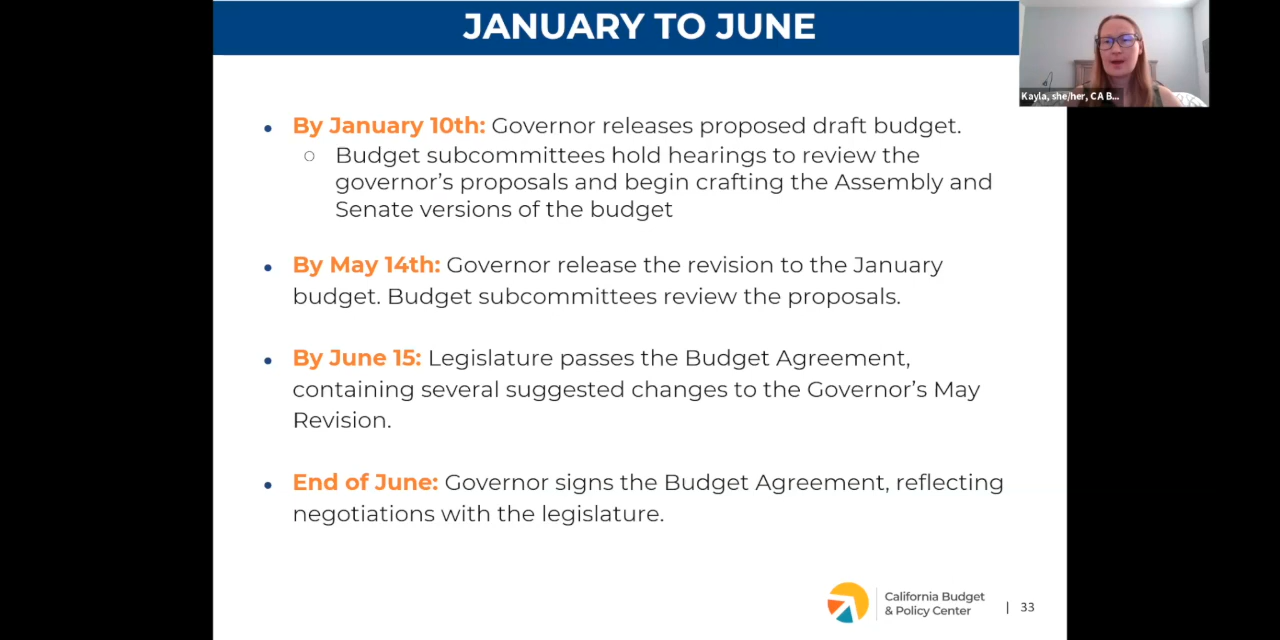 JANUARY TO JUNE
Kayla, she/her, CA B...
• By January 10th: Governor releases proposed draft budget.
○ Budget subcommittees hold hearings to review the
governor's proposals and begin crafting the Assembly and
Senate versions of the budget
• By May 14th: Governor release the revision to the January
budget. Budget subcommittees review the proposals.
• By June 15: Legislature passes the Budget Agreement,
containing several suggested changes to the Governor's May
Revision.
• End of June: Governor signs the Budget Agreement, reflecting
negotiations with the legislature.
California Budget
& Policy Center
| 33